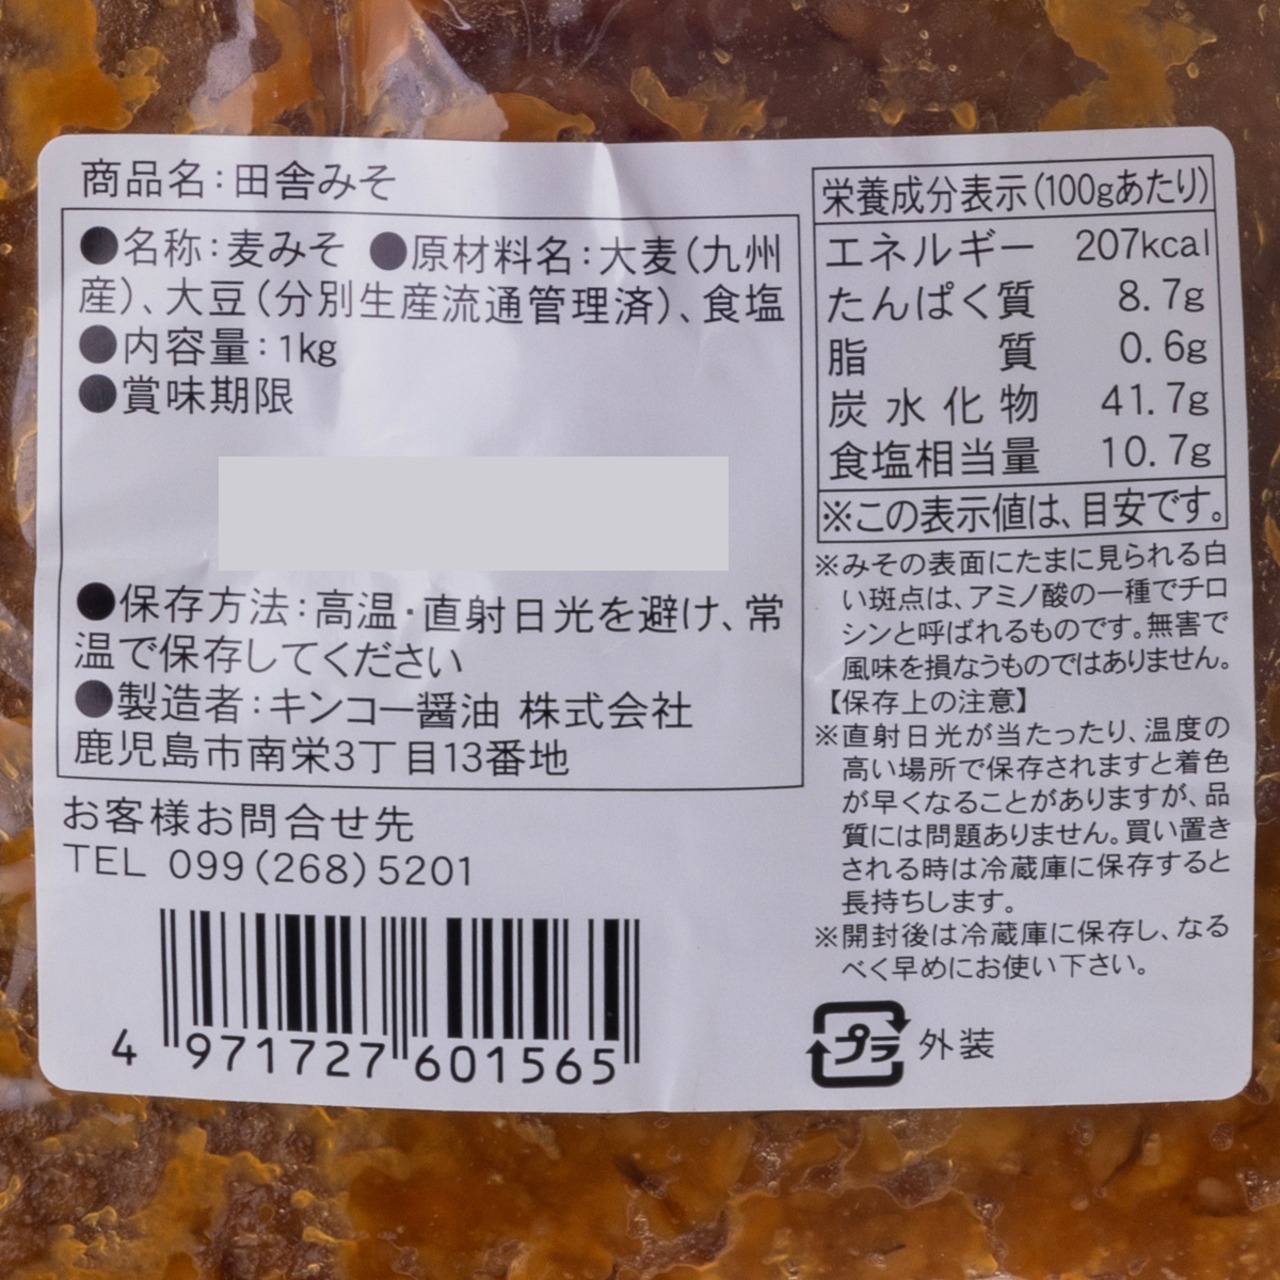 商品名：田舎みそ
●名称：麦みそ ●原材料名：大麦（九州
産）、大豆（分別生産流通管理済）、食塩
●内容量：1kg
●賞味期限
●保存方法：高温・直射日光を避け、常
温で保存してください
●製造者：キンコー醤油 株式会社
鹿児島市南栄3丁目13番地
お客様お問合せ先
TEL 099(268)5201
4 971727 601565
栄養成分表示(100gあたり)
エネルギー 207kcal
たんぱく質 8.7g
脂質 0.6g
炭水化物 41.7g
食塩相当量 10.7g
※この表示値は、目安です。
※みその表面にたまに見られる白
い斑点は、アミノ酸の一種でチロ
シンと呼ばれるものです。無害で
風味を損なうものではありません。
【保存上の注意】
※直射日光が当たったり、温度の
高い場所で保存されますと着色
が早くなることがありますが、品
質には問題ありません。買い置き
される時は冷蔵庫に保存すると
長持ちします。
※開封後は冷蔵庫に保存し、なる
べく早めにお使い下さい。
プラ 外装